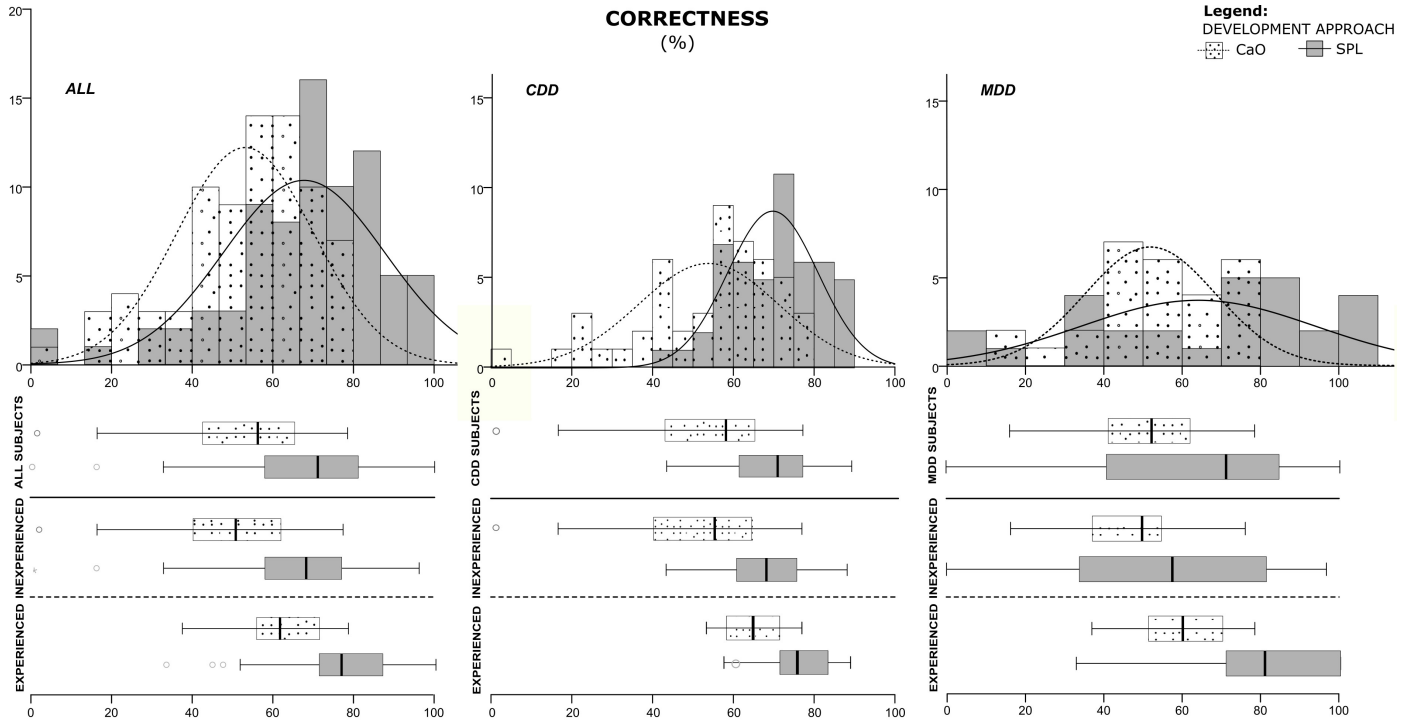 CORRECTNESS
(%)
Legend:
DEVELOPMENT APPROACH
CaO SPL
ALL
20
15
10
5
0
0 20 40 60 80 100
CDD
15
10
5
0
0 20 40 60 80 100
MDD
15
10
5
0
0 20 40 60 80 100
ALL SUBJECTS
INEXPERIENCED
EXPERIENCED
0 20 40 60 80 100
CDD SUBJECTS
INEXPERIENCED
EXPERIENCED
0 20 40 60 80 100
MDD SUBJECTS
INEXPERIENCED
EXPERIENCED
0 20 40 60 80 100